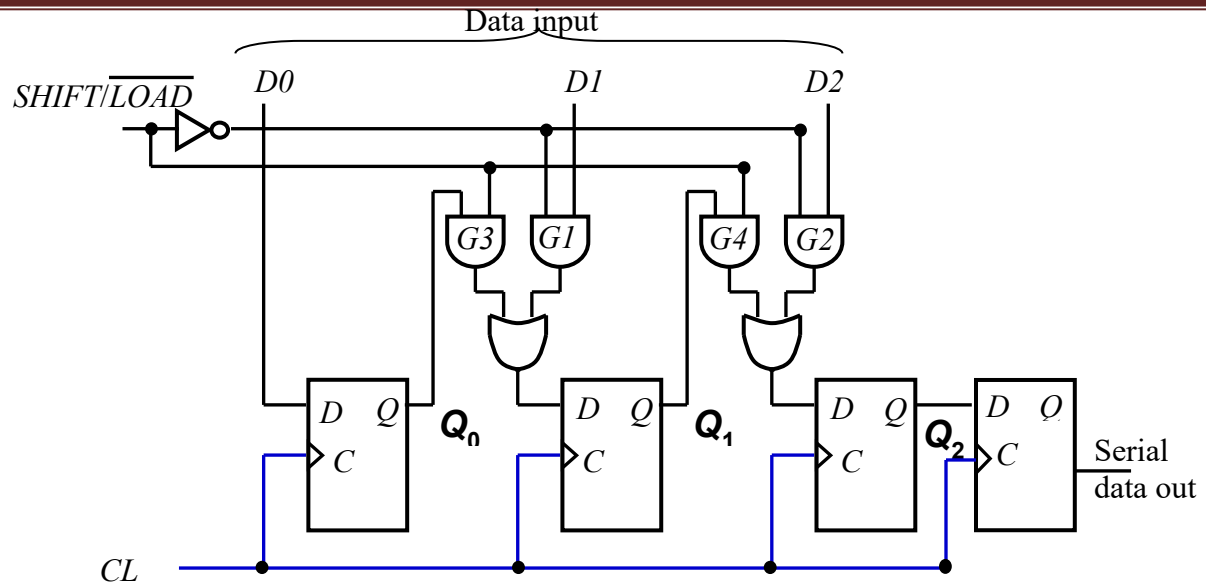 Data input
D0 D1 D2
SHIFT/LOAD
G3 G1 G4 G2
D Q Q0 D Q Q1 D Q Q2 D Q
C C C C
Serial
data out
CL